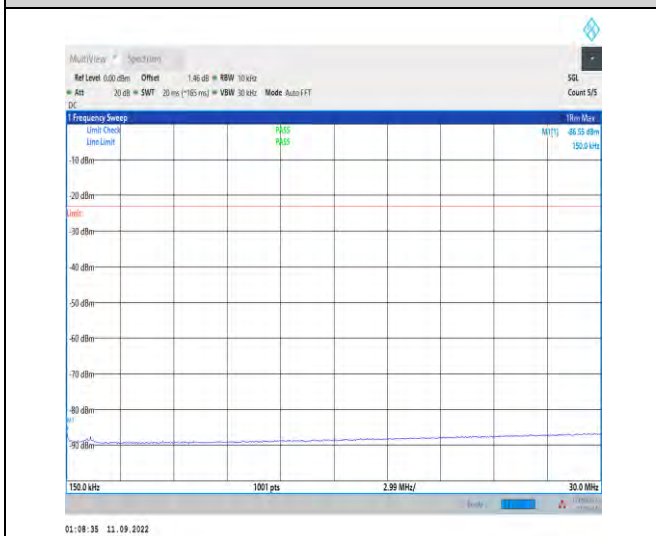 MultiView Spectrum
Ref Level 0.00 dBm Offset 1.46 dB RBW 10 kHz SGL
Att 20 dB SWT 20 ms (~165 ms) VBW 30 kHz Mode Auto FFT Count 5/5
DC
1 Frequency Sweep 1Rm Max
Limit Check PASS M1[1] -86.55 dBm
Line Limit PASS 150.0 kHz
-10 dBm
-20 dBm
Limit
-30 dBm
-40 dBm
-50 dBm
-60 dBm
-70 dBm
-80 dBm
M1
-90 dBm
150.0 kHz 1001 pts 2.99 MHz/ 30.0 MHz
Ready
01:08:35 11.09.2022